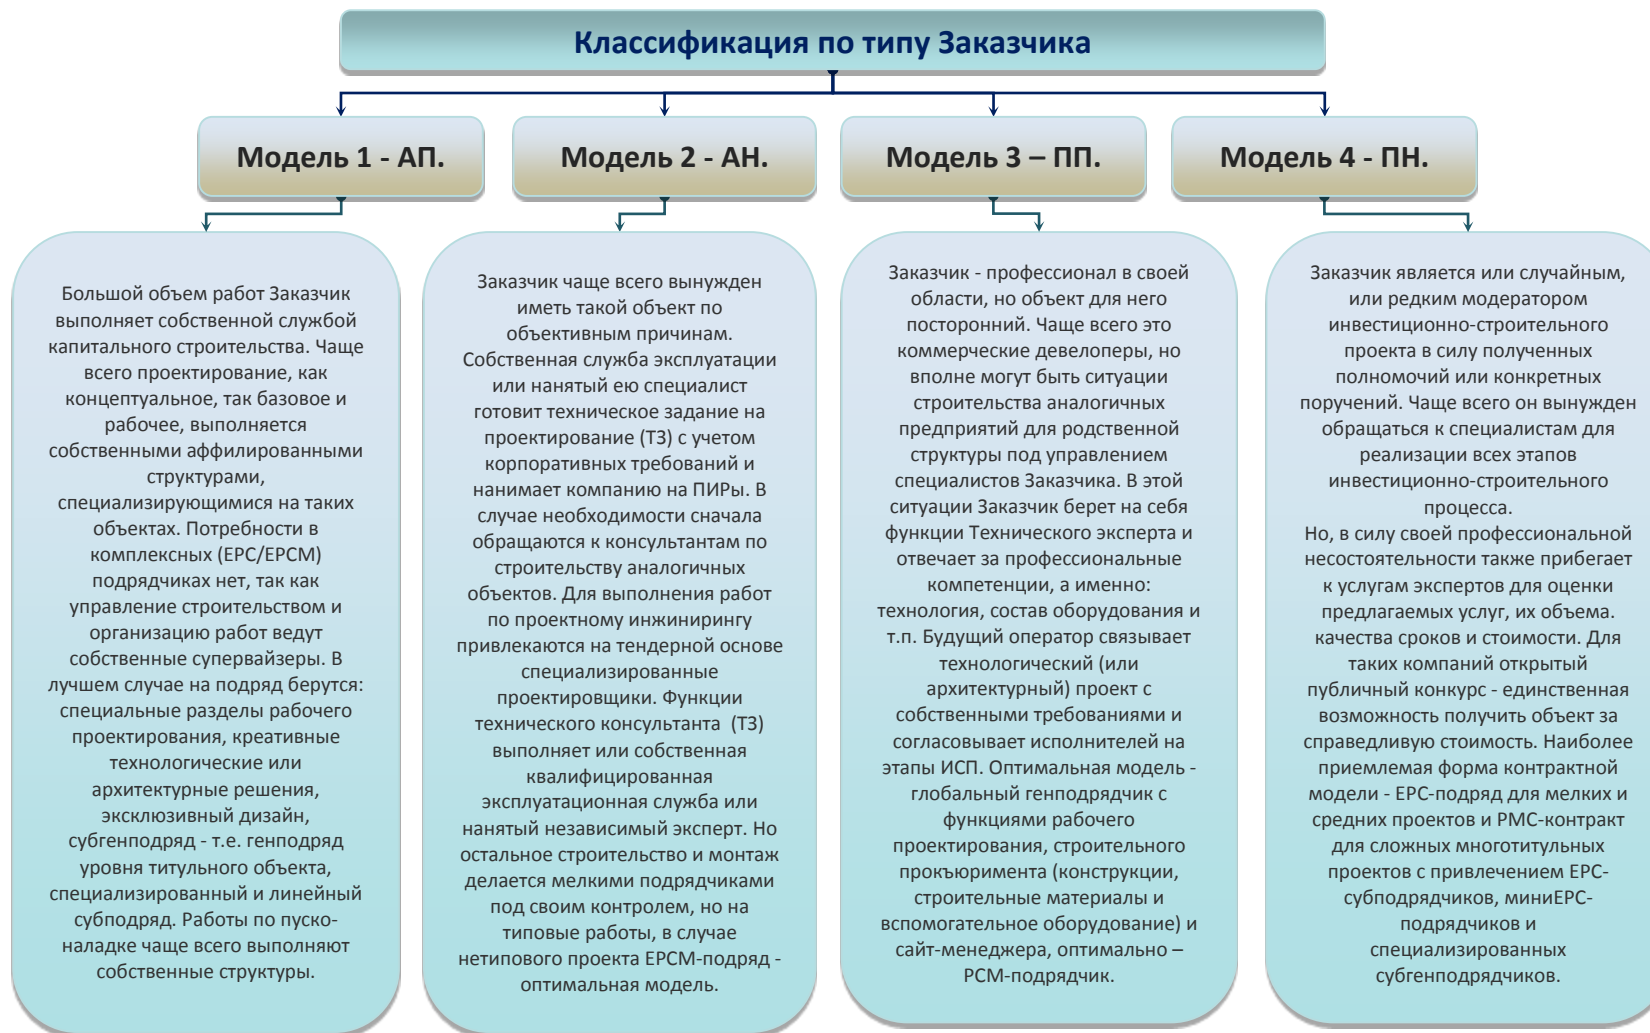 Классификация по типу Заказчика
Модель 1 - АП.
Модель 2 - АН.
Модель 3 – ПП.
Модель 4 - ПН.
Большой объем работ Заказчик
выполняет собственной службой
капитального строительства. Чаще
всего проектирование, как
концептуальное, так базовое и
рабочее, выполняется
собственными аффилированными
структурами,
специализирующимися на таких
объектах. Потребности в
комплексных (EPC/EPCM)
подрядчиках нет, так как
управление строительством и
организацию работ ведут
собственные супервайзеры. В
лучшем случае на подряд берутся:
специальные разделы рабочего
проектирования, креативные
технологические или
архитектурные решения,
эксклюзивный дизайн,
субгенподряд - т.е. генподряд
уровня титульного объекта,
специализированный и линейный
субподряд. Работы по пуско-
наладке чаще всего выполняют
собственные структуры.
Заказчик чаще всего вынужден
иметь такой объект по
объективным причинам.
Собственная служба эксплуатации
или нанятый ею специалист
готовит техническое задание на
проектирование (ТЗ) с учетом
корпоративных требований и
нанимает компанию на ПИРы. В
случае необходимости сначала
обращаются к консультантам по
строительству аналогичных
объектов. Для выполнения работ
по проектному инжинирингу
привлекаются на тендерной основе
специализированные
проектировщики. Функции
технического консультанта  (ТЗ)
выполняет или собственная
квалифицированная
эксплуатационная служба или
нанятый независимый эксперт. Но
остальное строительство и монтаж
делается мелкими подрядчиками
под своим контролем, но на
типовые работы, в случае
нетипового проекта EPCM-подряд -
оптимальная модель.
Заказчик - профессионал в своей
области, но объект для него
посторонний. Чаще всего это
коммерческие девелоперы, но
вполне могут быть ситуации
строительства аналогичных
предприятий для родственной
структуры под управлением
специалистов Заказчика. В этой
ситуации Заказчик берет на себя
функции Технического эксперта и
отвечает за профессиональные
компетенции, а именно:
технология, состав оборудования и
т.п. Будущий оператор связывает
технологический (или
архитектурный) проект с
собственными требованиями и
согласовывает исполнителей на
этапы ИСП. Оптимальная модель -
глобальный генподрядчик с
функциями рабочего
проектирования, строительного
прокъюримента (конструкции,
строительные материалы и
вспомогательное оборудование) и
сайт-менеджера, оптимально –
PCM-подрядчик.
Заказчик является или случайным,
или редким модератором
инвестиционно-строительного
проекта в силу полученных
полномочий или конкретных
поручений. Чаще всего он вынужден
обращаться к специалистам для
реализации всех этапов
инвестиционно-строительного
процесса.
Но, в силу своей профессиональной
несостоятельности также прибегает
к услугам экспертов для оценки
предлагаемых услуг, их объема.
качества сроков и стоимости. Для
таких компаний открытый
публичный конкурс - единственная
возможность получить объект за
справедливую стоимость. Наиболее
приемлемая форма контрактной
модели - EPC-подряд для мелких и
средних проектов и PMC-контракт
для сложных многотитульных
проектов с привлечением EPC-
субподрядчиков, миниEPC-
подрядчиков и
специализированных
субгенподрядчиков.